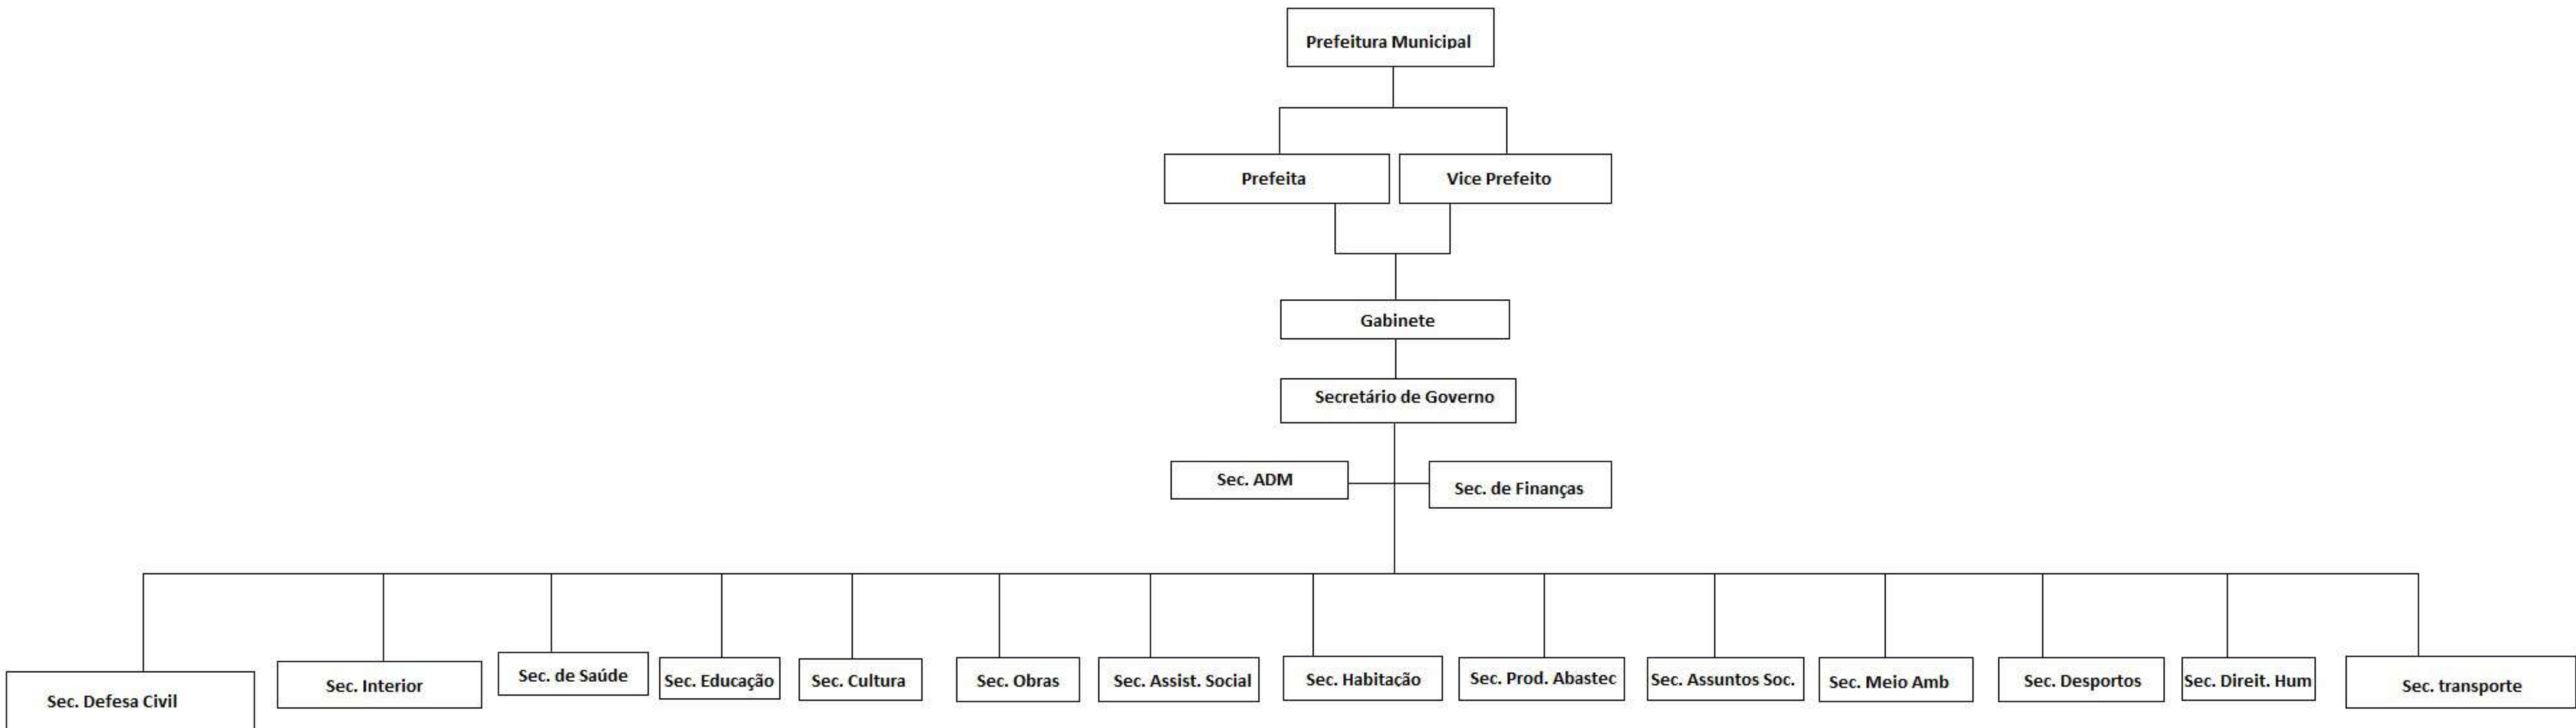 Prefeitura Municipal
Prefeita
Vice Prefeito
Gabinete
Secretário de Governo
Sec. ADM
Sec. de Finanças
Sec. Defesa Civil
Sec. Interior
Sec. de Saúde
Sec. Educação
Sec. Cultura
Sec. Obras
Sec. Assist. Social
Sec. Habitação
Sec. Prod. Abastec
Sec. Assuntos Soc.
Sec. Meio Amb
Sec. Desportos
Sec. Direit. Hum
Sec. transporte